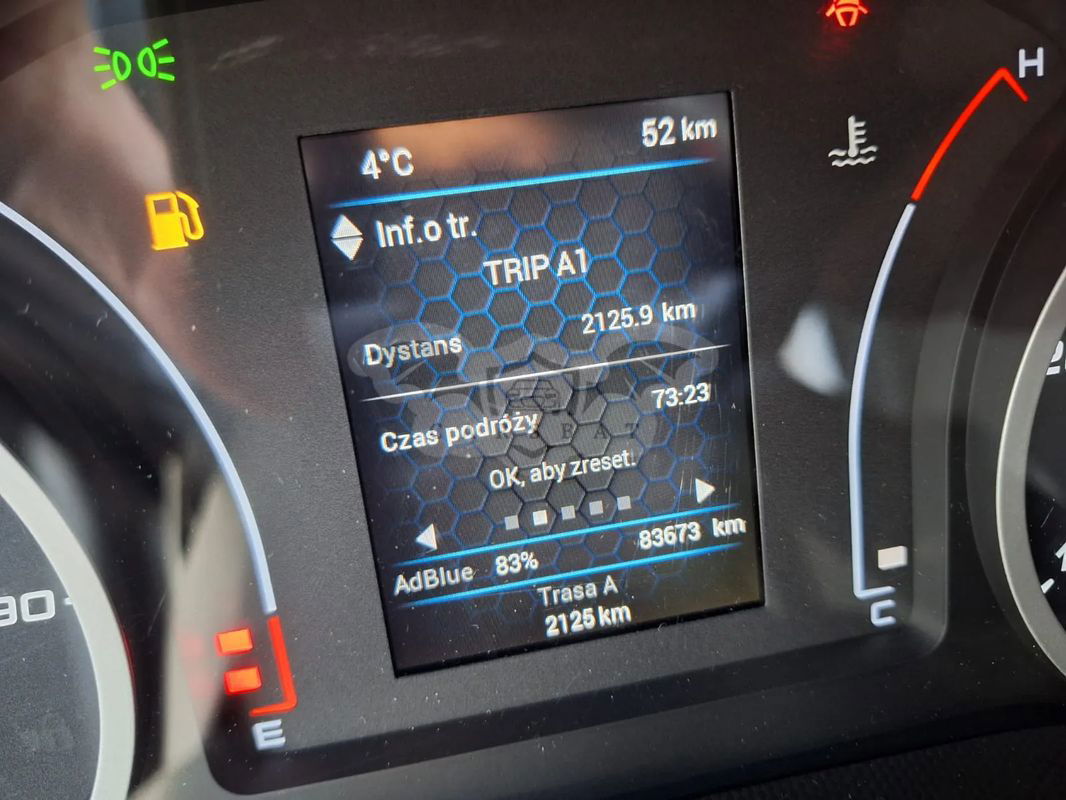 H
4°C 52 km
Inf.o tr.
TRIP A1
2125.9 km
Dystans
73:23
Czas podróży
OK, aby zreset.
83673 km
AdBlue 83%
Trasa A
2125 km
90
E
C